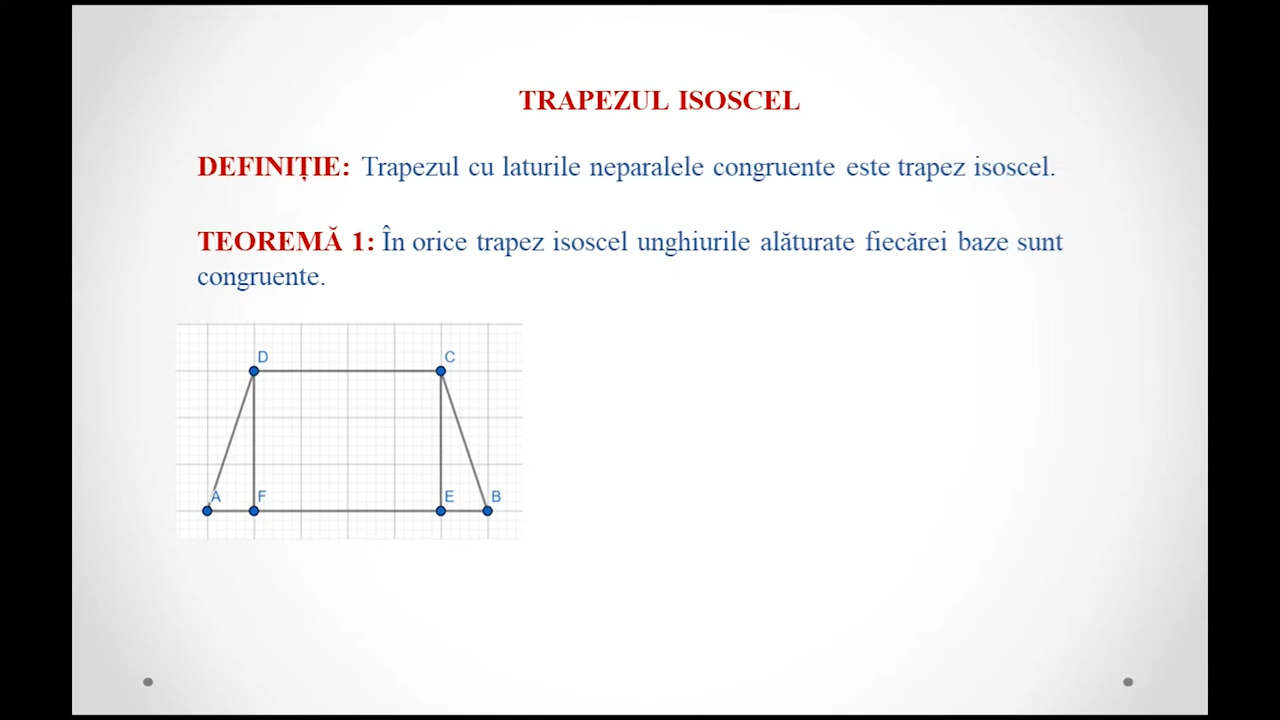 TRAPEZUL ISOSCEL
DEFINIȚIE: Trapezul cu laturile neparalele congruente este trapez isoscel.
TEOREMĂ 1: În orice trapez isoscel unghiurile alăturate fiecărei baze sunt
congruente.
D C
A F E B